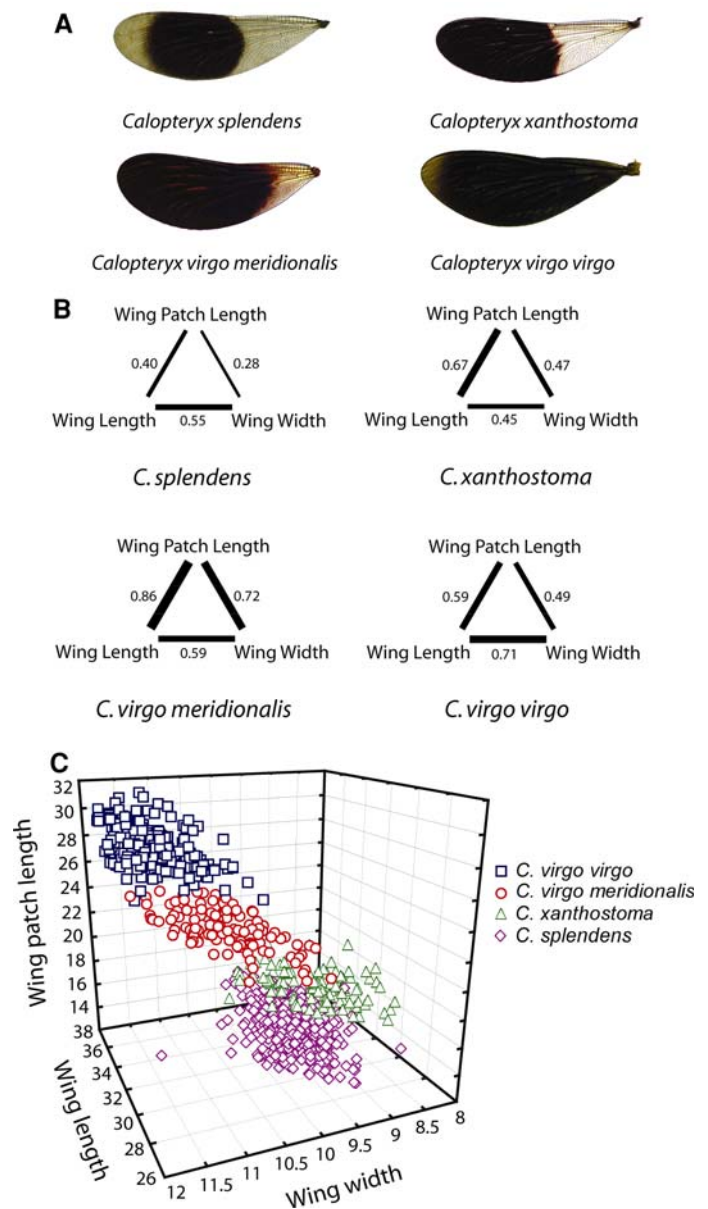 A
Calopteryx splendens
Calopteryx xanthostoma
Calopteryx virgo meridionalis
Calopteryx virgo virgo
B
Wing Patch Length
0.40
0.28
Wing Length
0.55
Wing Width
C. splendens
Wing Patch Length
0.67
0.47
Wing Length
0.45
Wing Width
C. xanthostoma
Wing Patch Length
0.86
0.72
Wing Length
0.59
Wing Width
C. virgo meridionalis
Wing Patch Length
0.59
0.49
Wing Length
0.71
Wing Width
C. virgo virgo
C
Wing patch length
32
30
28
26
24
22
20
18
16
14
38
Wing length
36
34
32
30
28
26
Wing width
12
11.5
11
10.5
10
9.5
9
8.5
8
C. virgo virgo
C. virgo meridionalis
C. xanthostoma
C. splendens